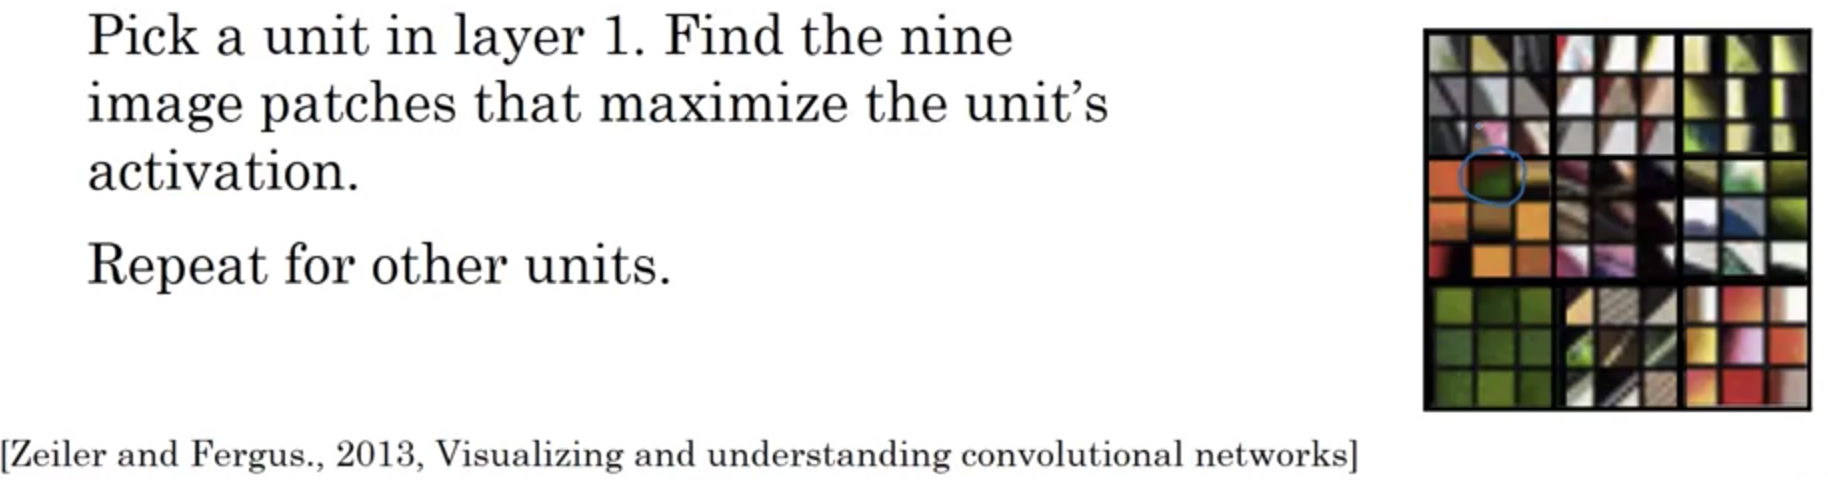 Pick a unit in layer 1. Find the nine
image patches that maximize the unit’s
activation.
Repeat for other units.
[Zeiler and Fergus., 2013, Visualizing and understanding convolutional networks]